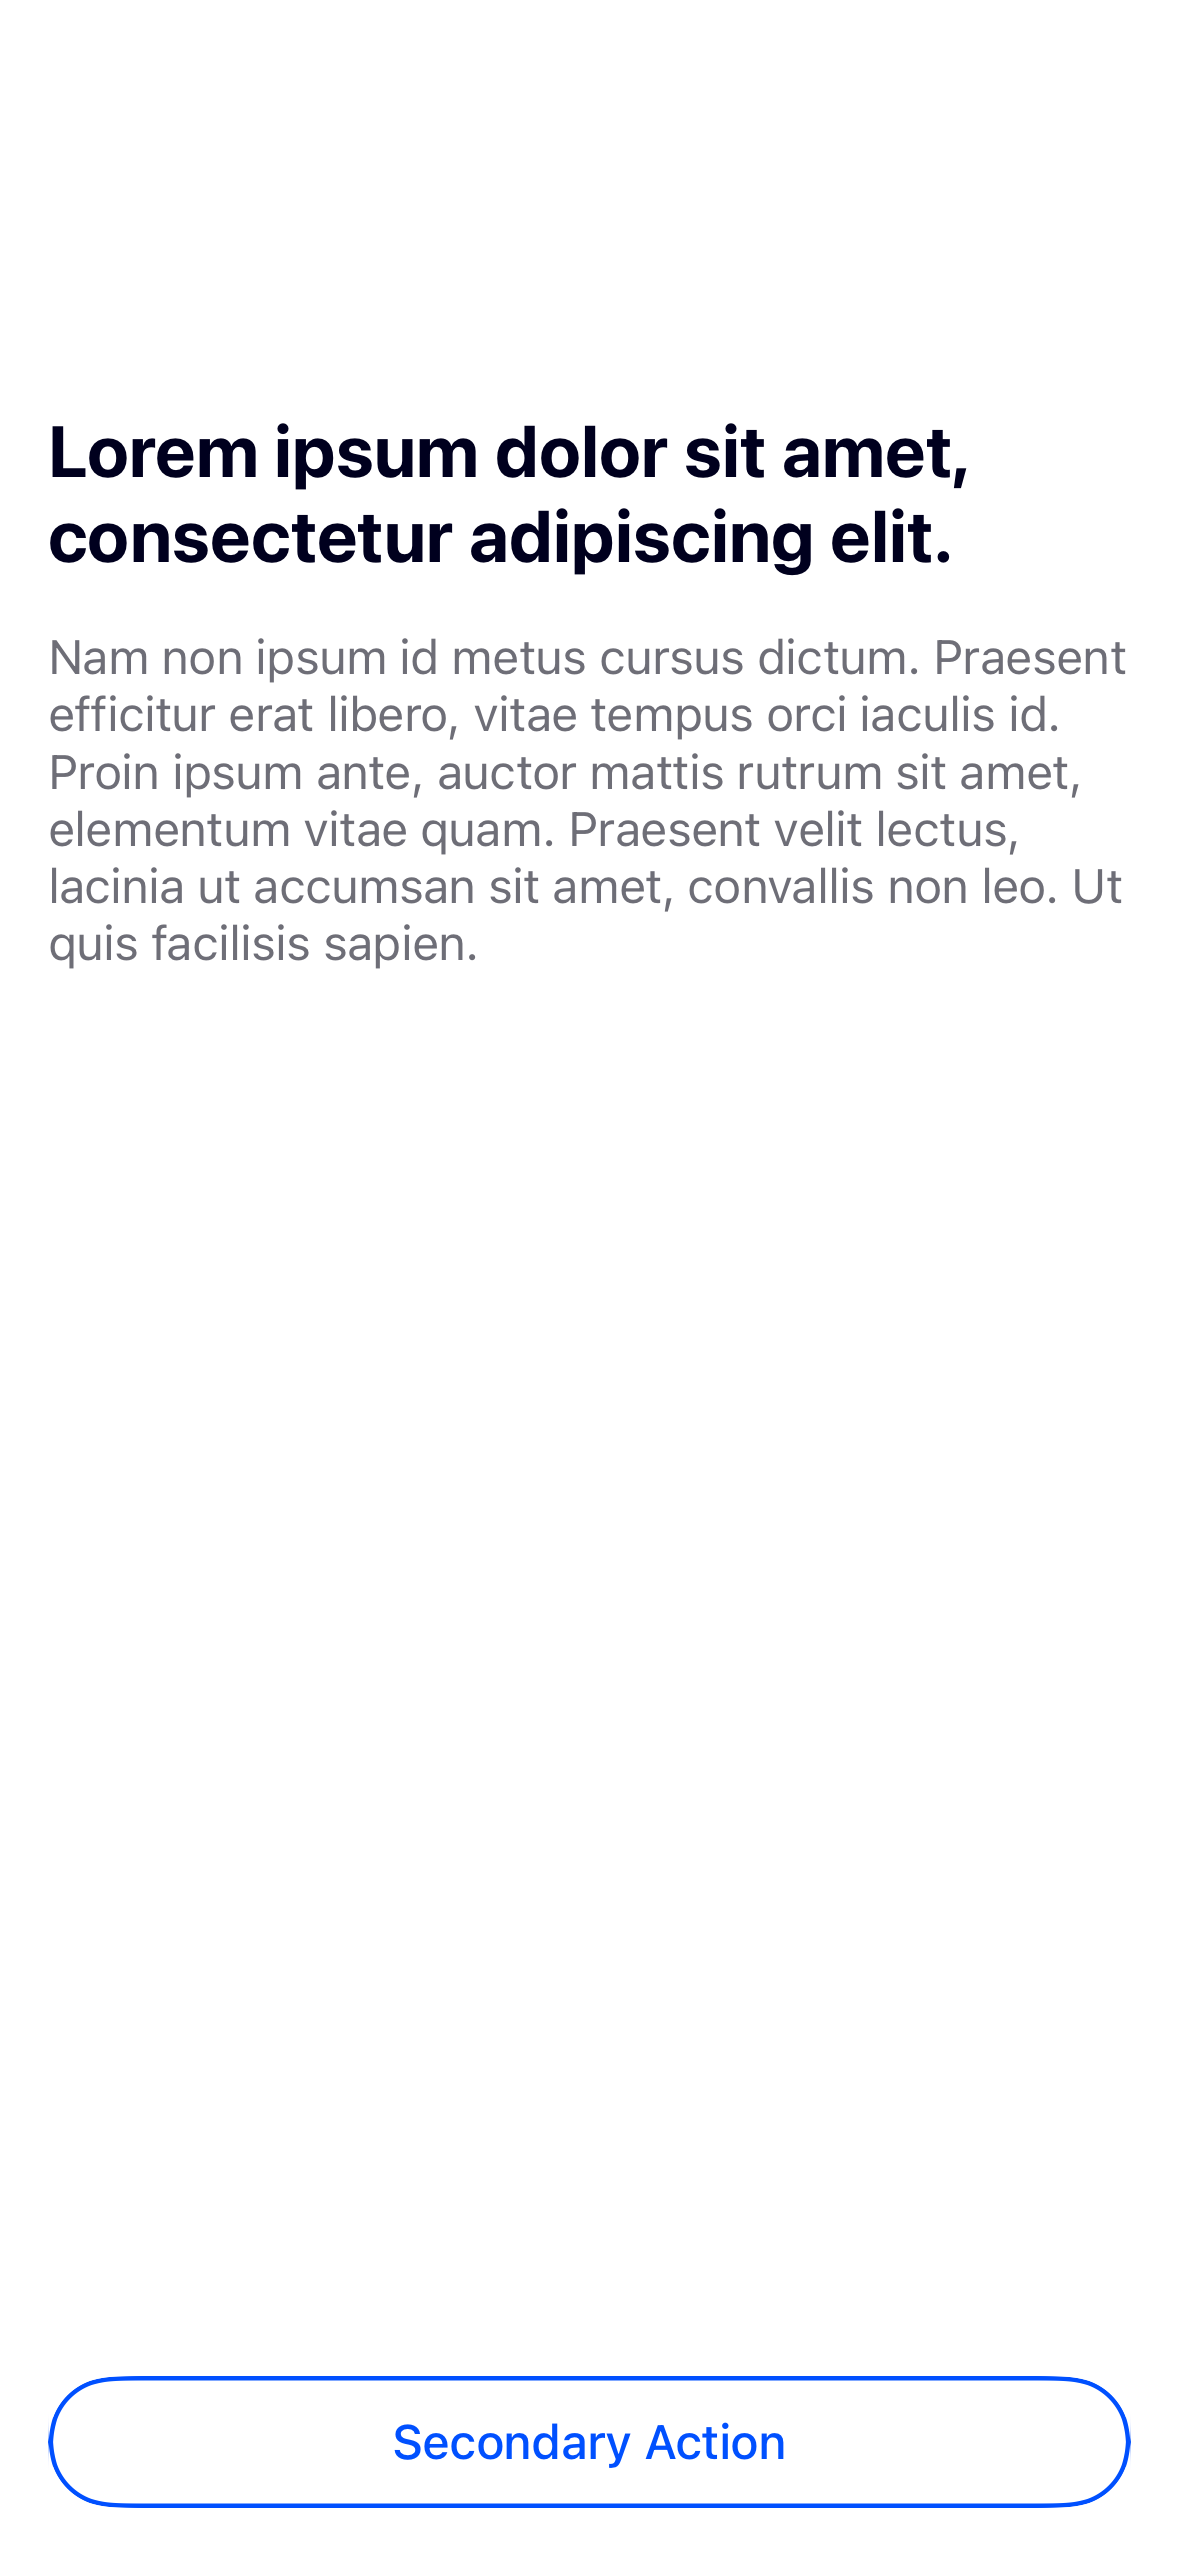 Lorem ipsum dolor sit amet,
consectetur adipiscing elit.
Nam non ipsum id metus cursus dictum. Praesent
efficitur erat libero, vitae tempus orci iaculis id.
Proin ipsum ante, auctor mattis rutrum sit amet,
elementum vitae quam. Praesent velit lectus,
lacinia ut accumsan sit amet, convallis non leo. Ut
quis facilisis sapien.
Secondary Action